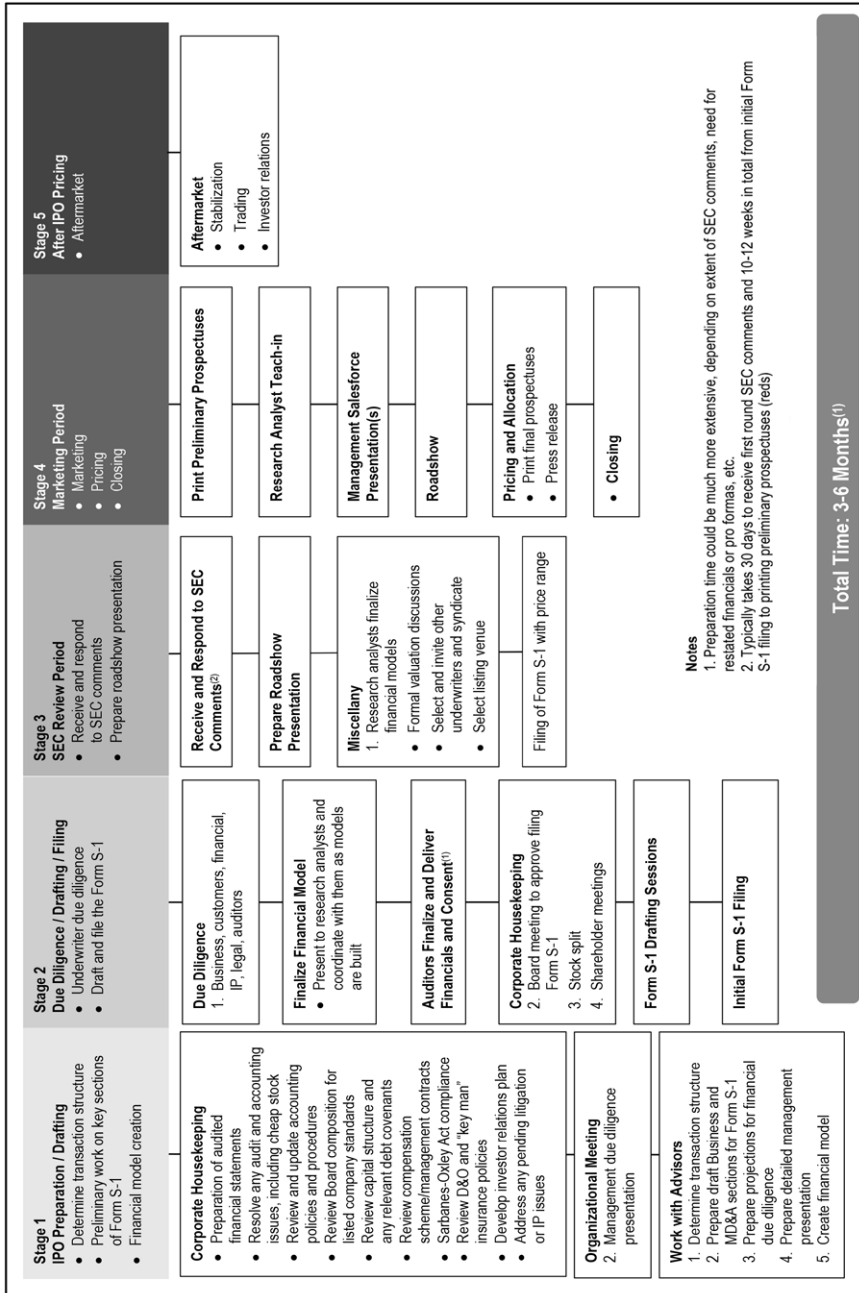 Stage 1
IPO Preparation / Drafting
● Determine transaction structure
● Preliminary work on key sections
of Form S-1
● Financial model creation
Corporate Housekeeping
● Preparation of audited
financial statements
● Resolve any audit and accounting
issues, including cheap stock
● Review and update accounting
policies and procedures
● Review Board composition for
listed company standards
● Review capital structure and
any relevant debt covenants
● Review compensation
scheme/management contracts
● Sarbanes-Oxley Act compliance
● Review D&O and "key man"
insurance policies
● Develop investor relations plan
● Address any pending litigation
or IP issues
Organizational Meeting
2. Management due diligence
presentation
Work with Advisors
1. Determine transaction structure
2. Prepare draft Business and
MD&A sections for Form S-1
3. Prepare projections for financial
due diligence
4. Prepare detailed management
presentation
5. Create financial model
Stage 2
Due Diligence / Drafting / Filing
● Underwriter due diligence
● Draft and file the Form S-1
Due Diligence
1. Business, customers, financial,
IP, legal, auditors
Finalize Financial Model
● Present to research analysts and
coordinate with them as models
are built
Auditors Finalize and Deliver
Financials and Consent(1)
Corporate Housekeeping
2. Board meeting to approve filing
Form S-1
3. Stock split
4. Shareholder meetings
Form S-1 Drafting Sessions
Initial Form S-1 Filing
Stage 3
SEC Review Period
● Receive and respond
to SEC comments
● Prepare roadshow presentation
Receive and Respond to SEC
Comments(2)
Prepare Roadshow
Presentation
Miscellany
1. Research analysts finalize
financial models
● Formal valuation discussions
● Select and invite other
underwriters and syndicate
● Select listing venue
Filing of Form S-1 with price range
Stage 4
Marketing Period
● Marketing
● Pricing
● Closing
Print Preliminary Prospectuses
Research Analyst Teach-in
Management Salesforce
Presentation(s)
Roadshow
Pricing and Allocation
● Print final prospectuses
● Press release
● Closing
Stage 5
After IPO Pricing
● Aftermarket
Aftermarket
● Stabilization
● Trading
● Investor relations
Notes
1. Preparation time could be much more extensive, depending on extent of SEC comments, need for
restated financials or pro formas, etc.
2. Typically takes 30 days to receive first round SEC comments and 10-12 weeks in total from initial Form
S-1 filing to printing preliminary prospectuses (reds)
Total Time: 3-6 Months(1)